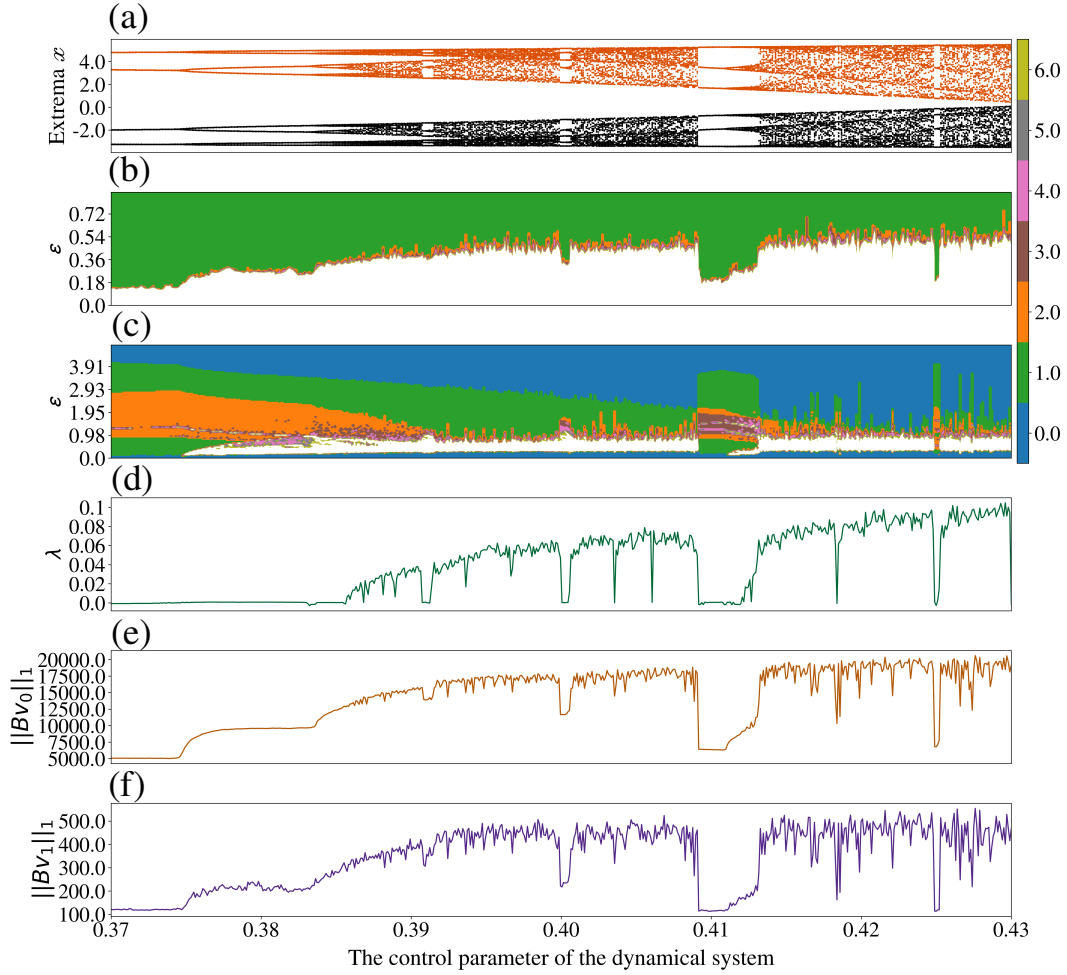 (a)
Extrema x
4.0
2.0
0.0
-2.0
6.0
5.0
4.0
3.0
2.0
1.0
0.0
(b)
ε
0.72
0.54
0.36
0.18
0.0
(c)
ε
3.91
2.93
1.95
0.98
0.0
(d)
λ
0.1
0.08
0.06
0.04
0.02
0.0
(e)
||Bv₀||₁
20000.0
17500.0
15000.0
10000.0
7500.0
5000.0
(f)
||Bv₁||₁
500.0
400.0
300.0
200.0
100.0
0.37 0.38 0.39 0.40 0.41 0.42 0.43
The control parameter of the dynamical system